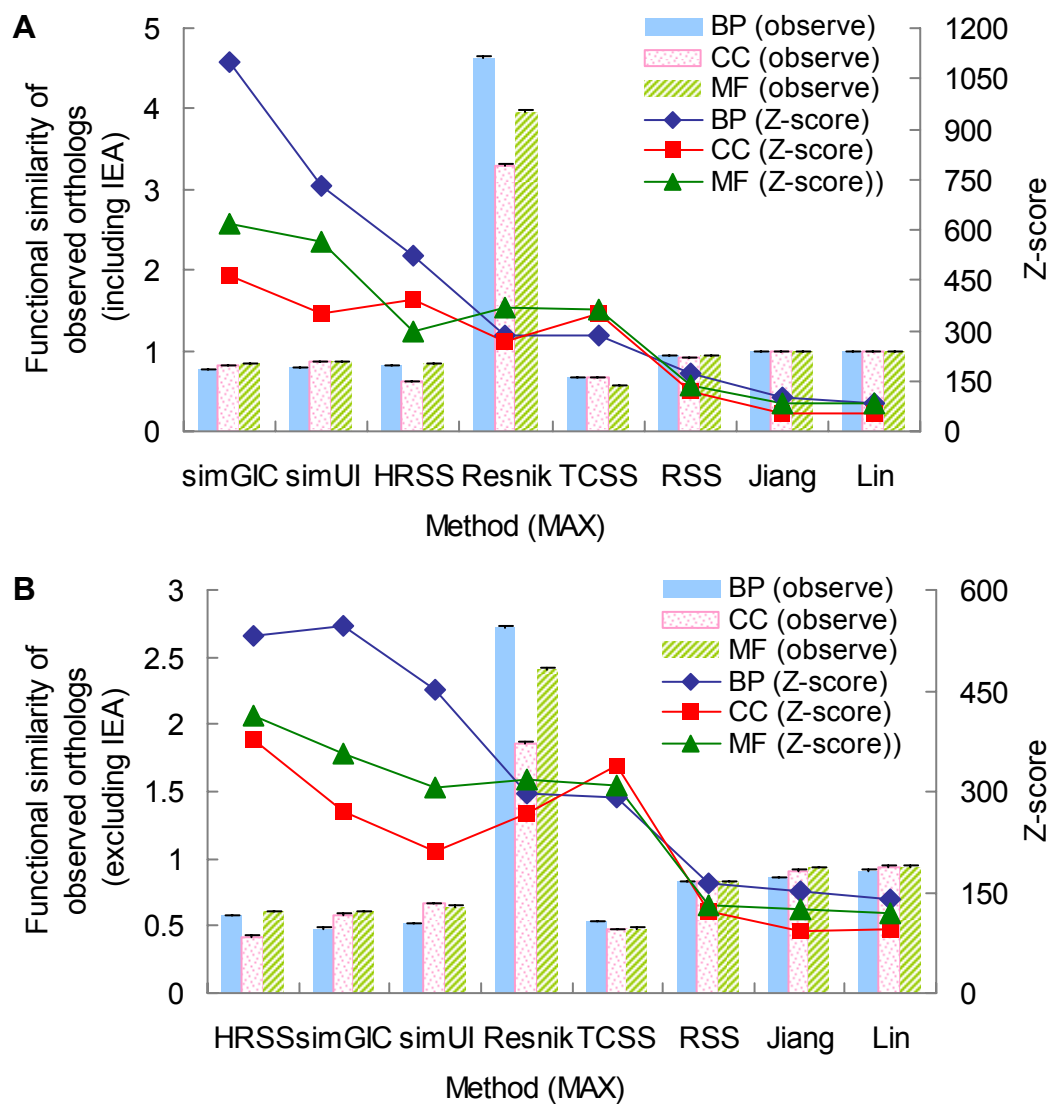 A
5
4
3
2
1
0
Functional similarity of
observed orthologs
(including IEA)
BP (observe)
CC (observe)
MF (observe)
BP (Z-score)
CC (Z-score)
MF (Z-score))
1200
1050
900
750
600
450
300
150
0
Z-score
simGIC simUI HRSS Resnik TCSS RSS Jiang Lin
Method (MAX)
B
3
2.5
2
1.5
1
0.5
0
Functional similarity of
observed orthologs
(excluding IEA)
BP (observe)
CC (observe)
MF (observe)
BP (Z-score)
CC (Z-score)
MF (Z-score))
600
450
300
150
0
Z-score
HRSS simGIC simUI Resnik TCSS RSS Jiang Lin
Method (MAX)